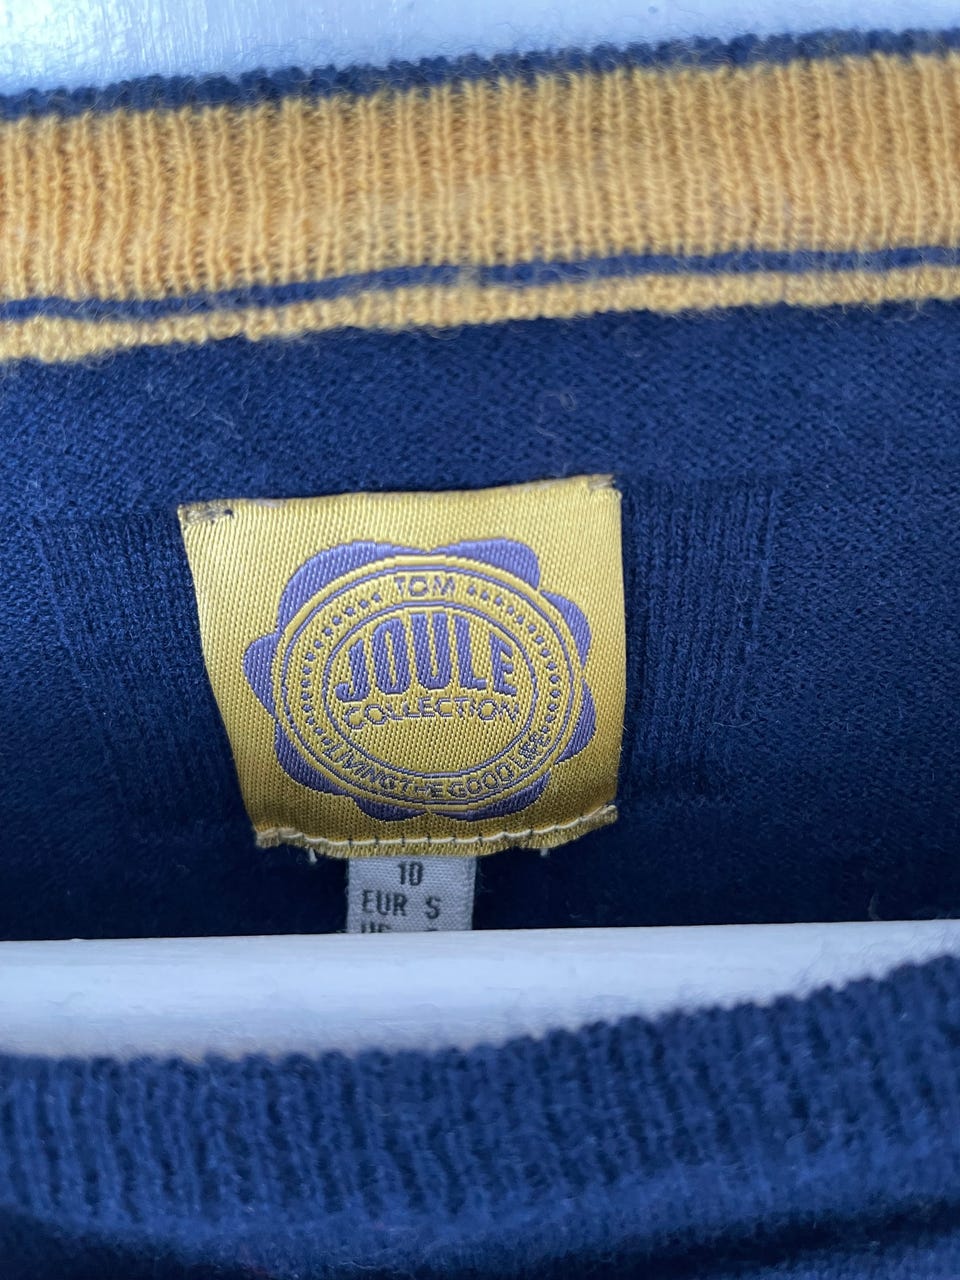 TOM
JOULE
COLLECTION
LIVING THE GOOD LIFE
10
EUR S